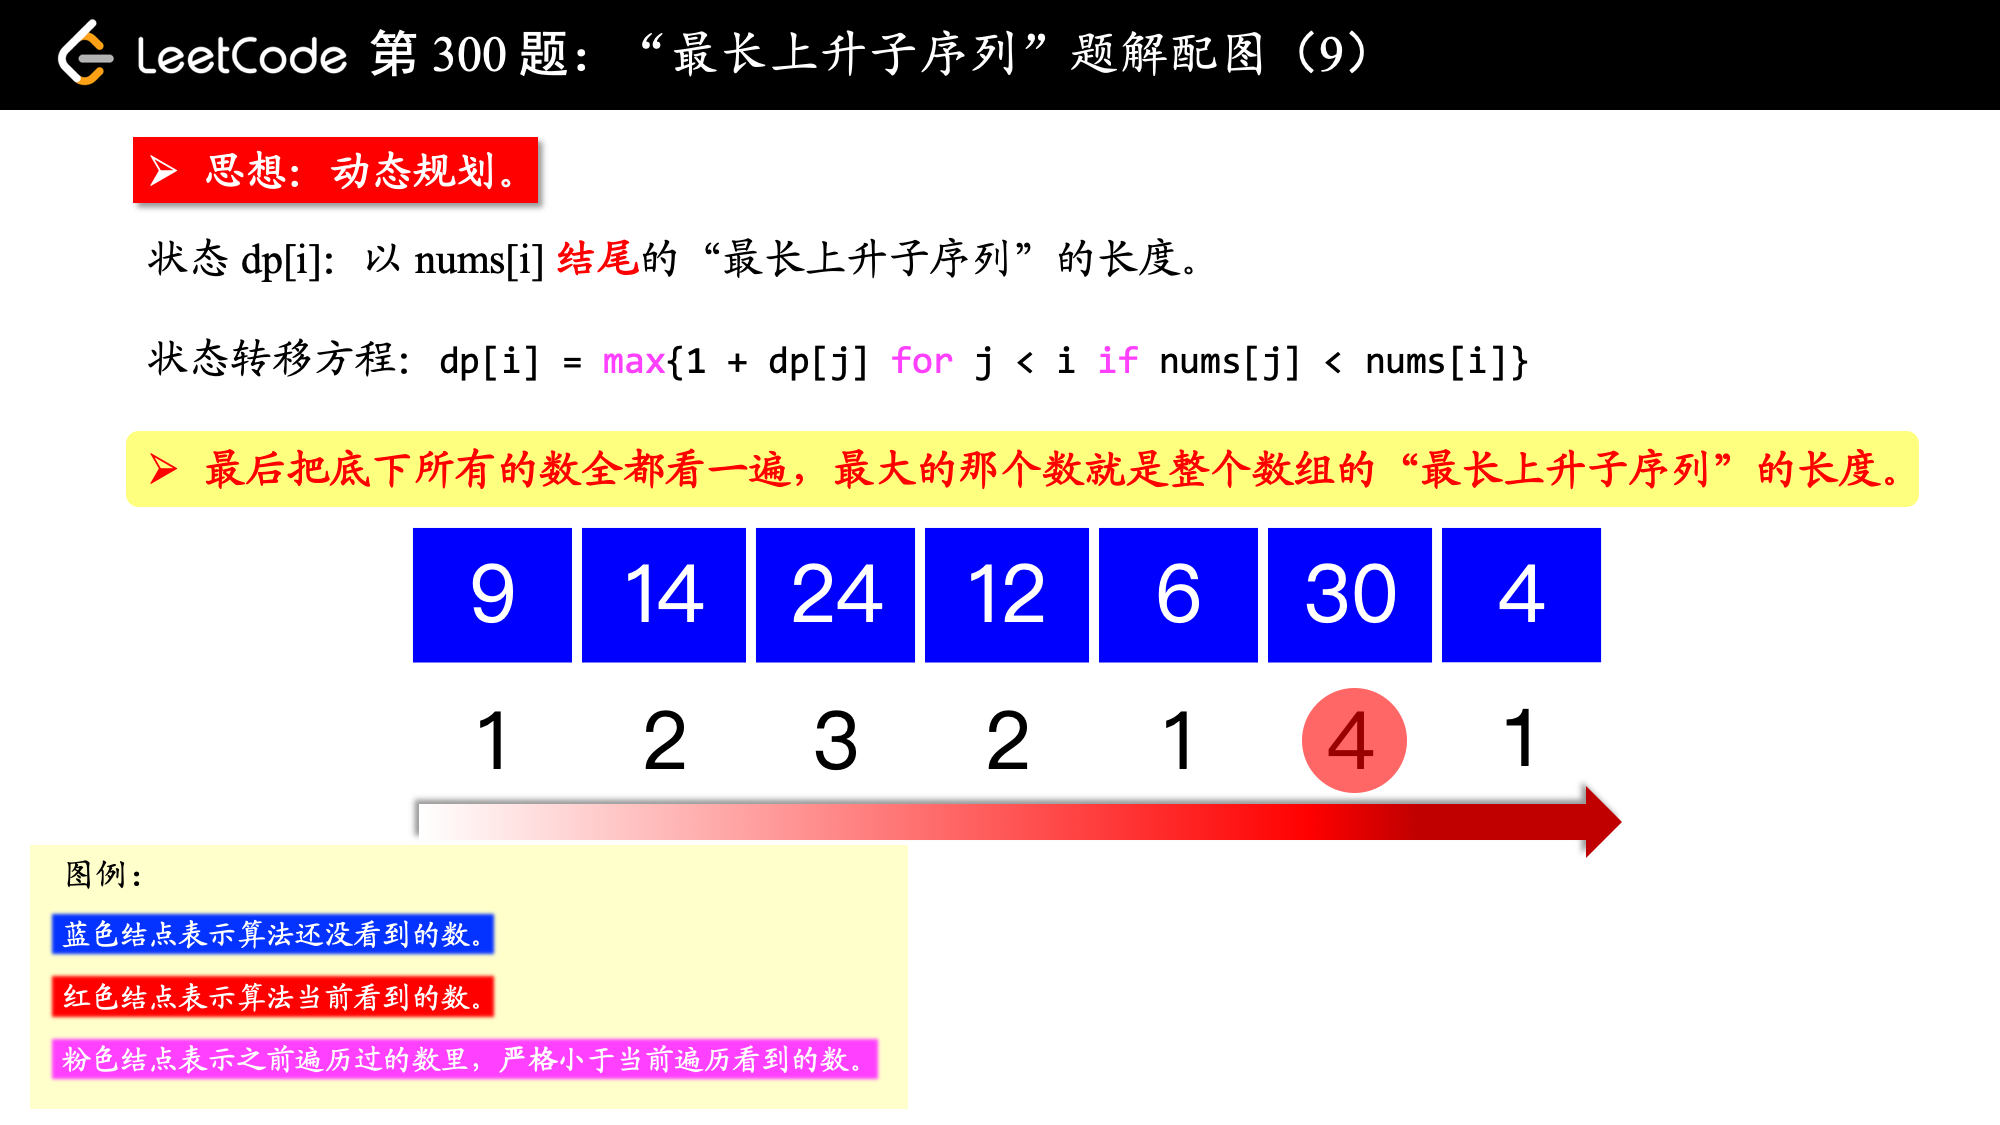 LeetCode 第 300 题：“最长上升子序列”题解配图（9）
➢ 思想：动态规划。
状态 dp[i]：以 nums[i] 结尾的“最长上升子序列”的长度。
状态转移方程：dp[i] = max{1 + dp[j] for j < i if nums[j] < nums[i]}
➢ 最后把底下所有的数全都看一遍，最大的那个数就是整个数组的“最长上升子序列”的长度。
9 14 24 12 6 30 4
1 2 3 2 1 4 1
图例：
蓝色结点表示算法还没看到的数。
红色结点表示算法当前看到的数。
粉色结点表示之前遍历过的数里，严格小于当前遍历看到的数。